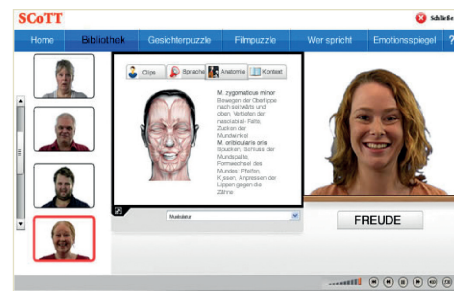 SCoTT
Schließe
Home Bibliothek Gesichterpuzzle Filmpuzzle Wer spricht Emotionsspiegel ?
Clips Sprache Anatomie Kontext
M. zygomaticus minor
Bewegen der Oberlippe
nach seitwärts und
oben. Vertiefen der
nasolabial- Falte,
Zucken der
Mundwinkel
M. orbicularis oris
Schluss der
Mundspalte,
Formwechsel des
Mundes: Pfeifen,
Küssen, Anpressen der
Lippen gegen die
Zähne
Muskulatur
FREUDE